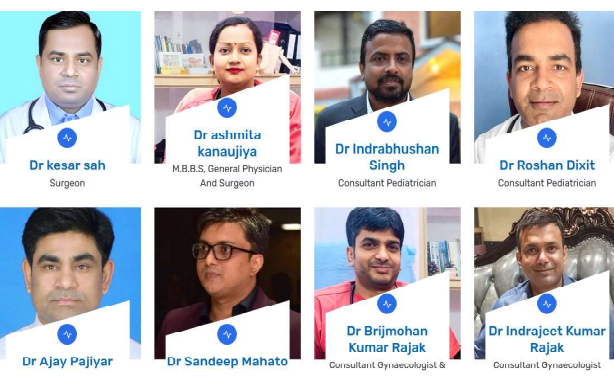 Dr kesar sah
Surgeon
Dr ashmita
kanaujiya
M.B.B.S, General Physician
And Surgeon
Dr Indrabhushan
Singh
Consultant Pediatrician
Dr Roshan Dixit
Consultant Pediatrician
Dr Ajay Pajiyar
Dr Sandeep Mahato
Dr Brijmohan
Kumar Rajak
Consultant Gynaecologist &
Dr Indrajeet Kumar
Rajak
Consultant Gynaecologist